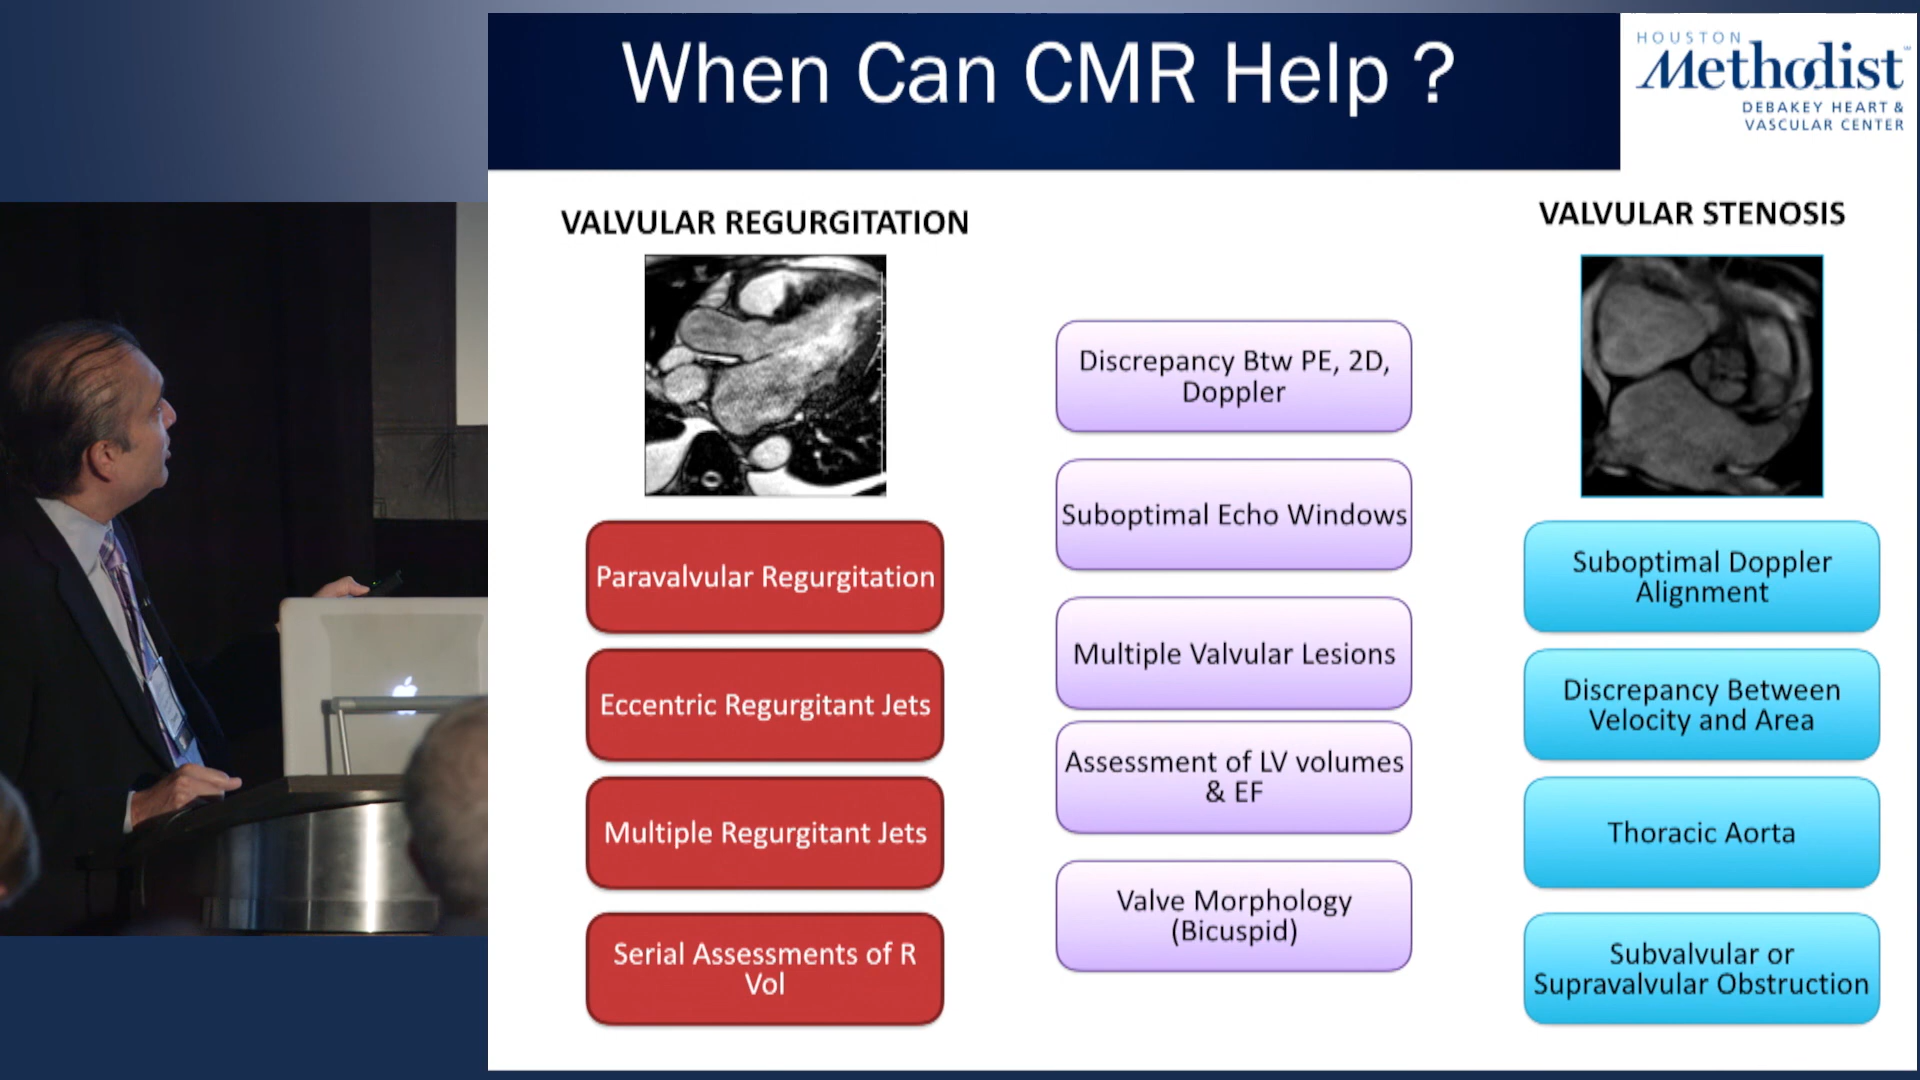 When Can CMR Help ?
HOUSTON
Methodist
DEBAKEY HEART &
VASCULAR CENTER
VALVULAR REGURGITATION
Paravalvular Regurgitation
Eccentric Regurgitant Jets
Multiple Regurgitant Jets
Serial Assessments of R
Vol
Discrepancy Btw PE, 2D,
Doppler
Suboptimal Echo Windows
Multiple Valvular Lesions
Assessment of LV volumes
& EF
Valve Morphology
(Bicuspid)
VALVULAR STENOSIS
Suboptimal Doppler
Alignment
Discrepancy Between
Velocity and Area
Thoracic Aorta
Subvalvular or
Supravalvular Obstruction